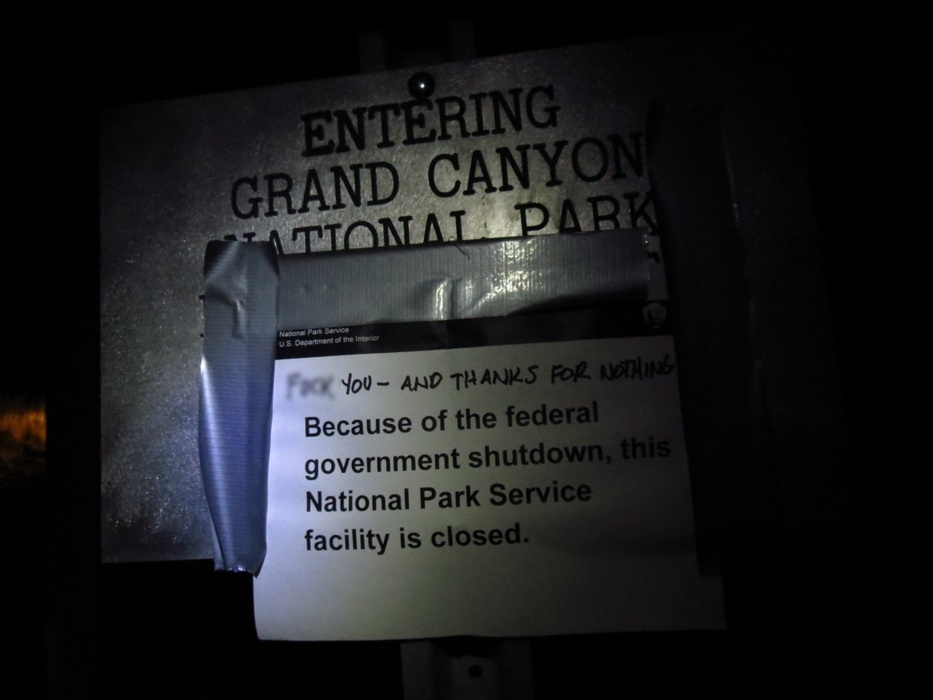 ENTERING
GRAND CANYON
NATIONAL PARK
National Park Service
U.S. Department of the Interior
YOU - AND THANKS FOR NOTHING
Because of the federal
government shutdown, this
National Park Service
facility is closed.